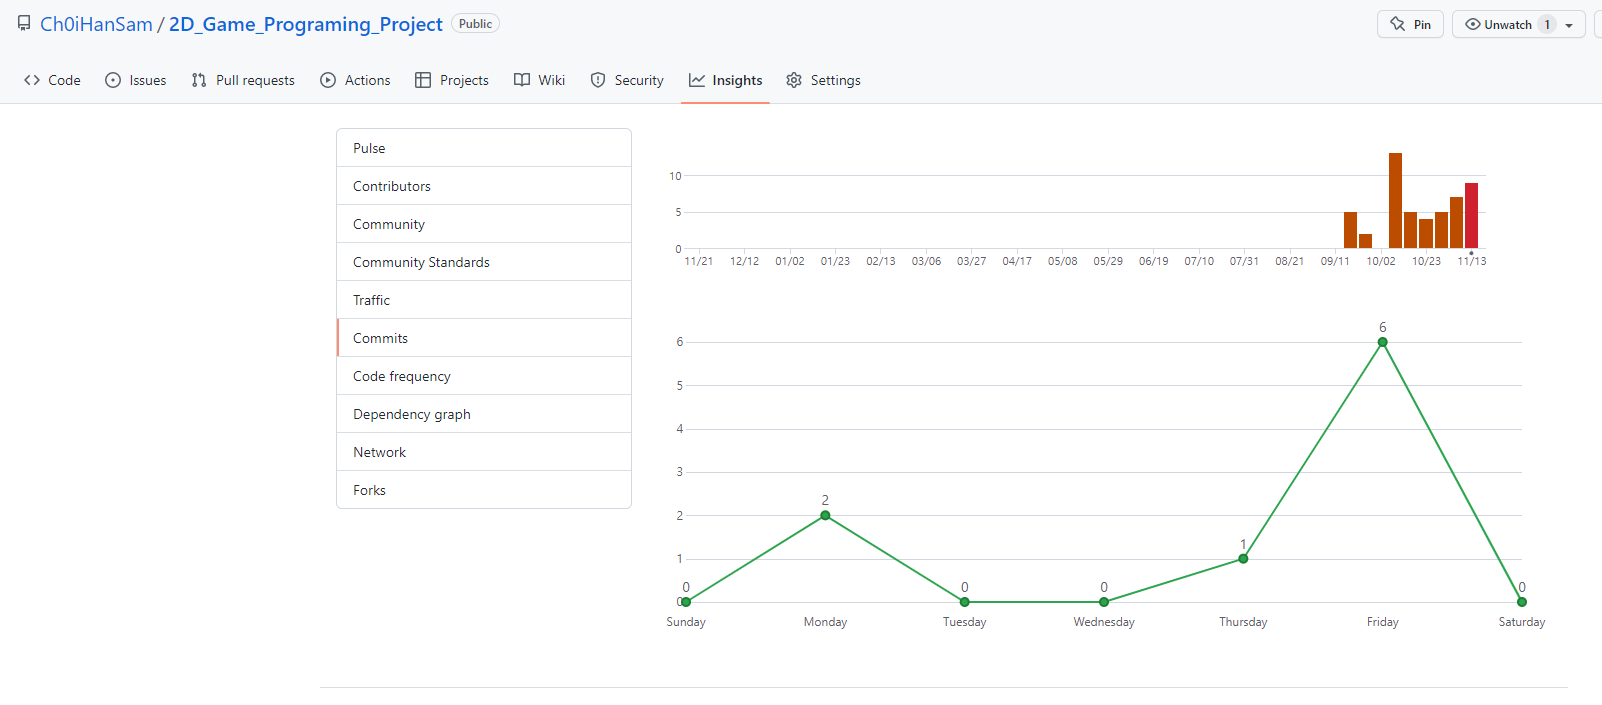 Ch0iHanSam / 2D_Game_Programing_Project Public
Pin
Unwatch 1
Code Issues Pull requests Actions Projects Wiki Security Insights Settings
Pulse
Contributors
Community
Community Standards
Traffic
Commits
Code frequency
Dependency graph
Network
Forks
10
5
0
11/21 12/12 01/02 01/23 02/13 03/06 03/27 04/17 05/08 05/29 06/19 07/10 07/31 08/21 09/11 10/02 10/23 11/13
6
6
5
4
3
2
2
1
1
0 0 0 0
0
Sunday Monday Tuesday Wednesday Thursday Friday Saturday